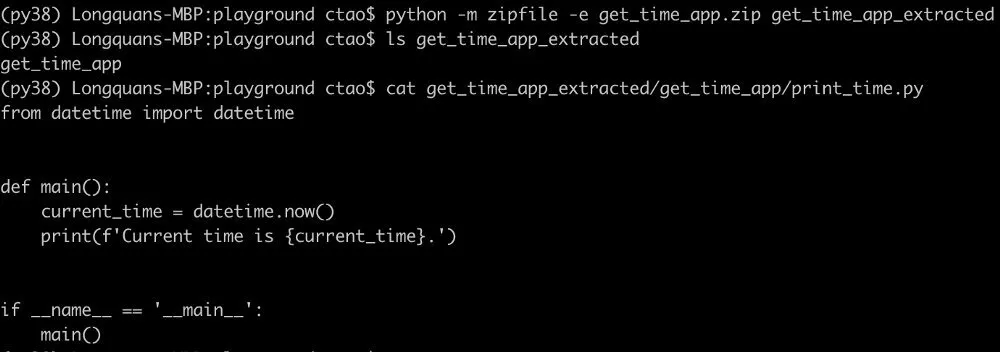 (py38) Longquans-MBP:playground ctao$ python -m zipfile -e get_time_app.zip get_time_app_extracted
(py38) Longquans-MBP:playground ctao$ ls get_time_app_extracted
get_time_app
(py38) Longquans-MBP:playground ctao$ cat get_time_app_extracted/get_time_app/print_time.py
from datetime import datetime
def main():
    current_time = datetime.now()
    print(f'Current time is {current_time}.')
if __name__ == '__main__':
    main()